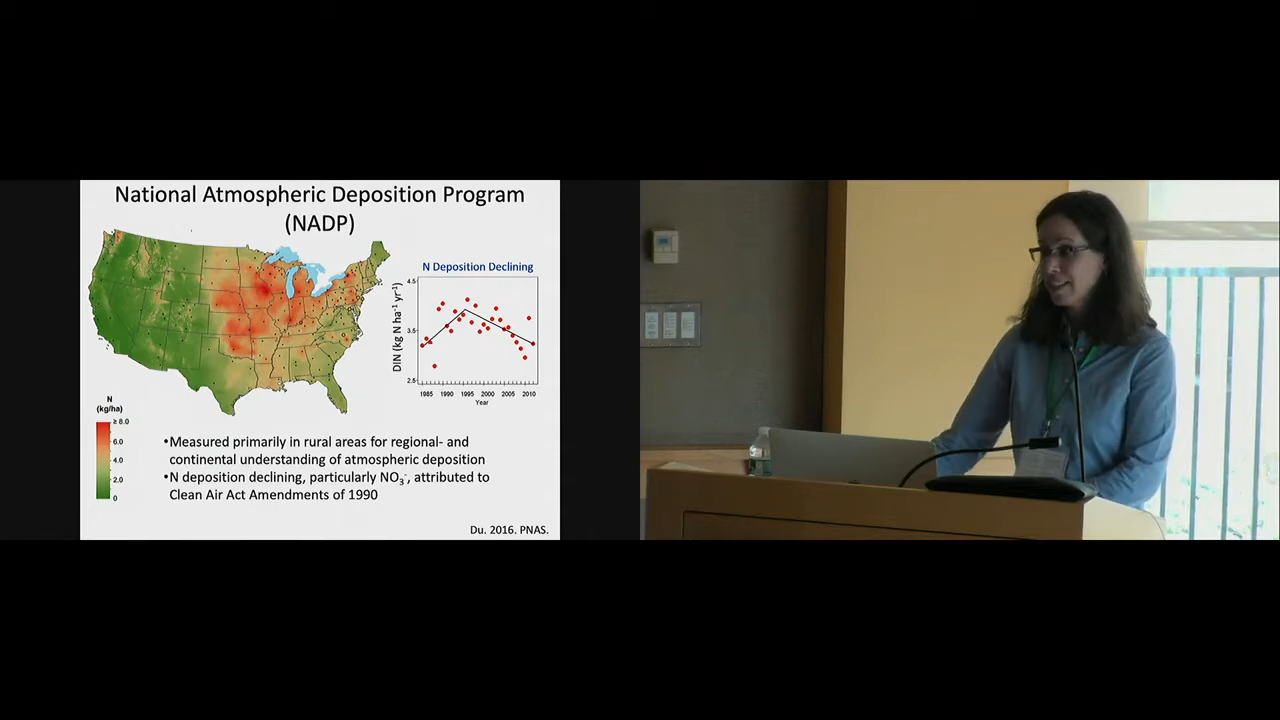 National Atmospheric Deposition Program
(NADP)
N Deposition Declining
4.5
3.5
2.5
DIN (kg N ha⁻¹ yr⁻¹)
1985 1990 1995 2000 2005 2010
Year
N
(kg/ha)
≥ 8.0
6.0
4.0
2.0
0
•Measured primarily in rural areas for regional- and
continental understanding of atmospheric deposition
•N deposition declining, particularly NO₃⁻, attributed to
Clean Air Act Amendments of 1990
Du. 2016. PNAS.